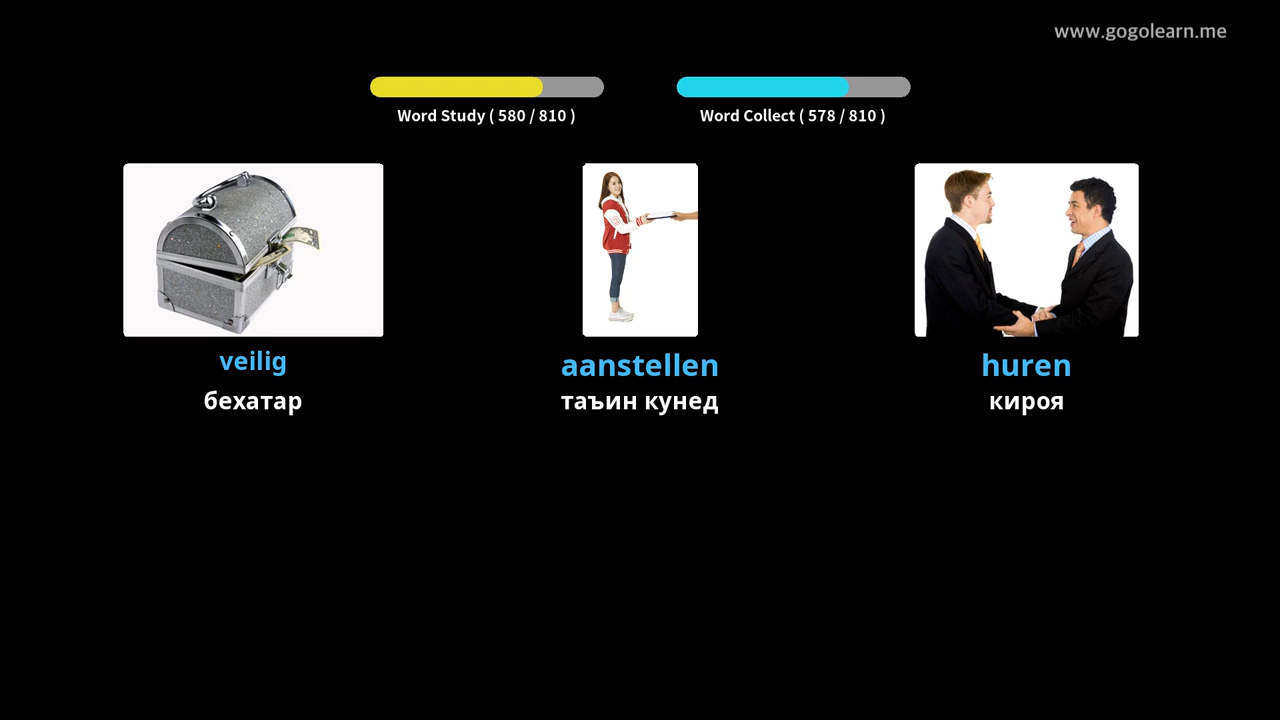 www.gogolearn.me
Word Study ( 580 / 810 )
Word Collect ( 578 / 810 )
veilig
aanstellen
huren
бехатар
таъин кунед
кироя